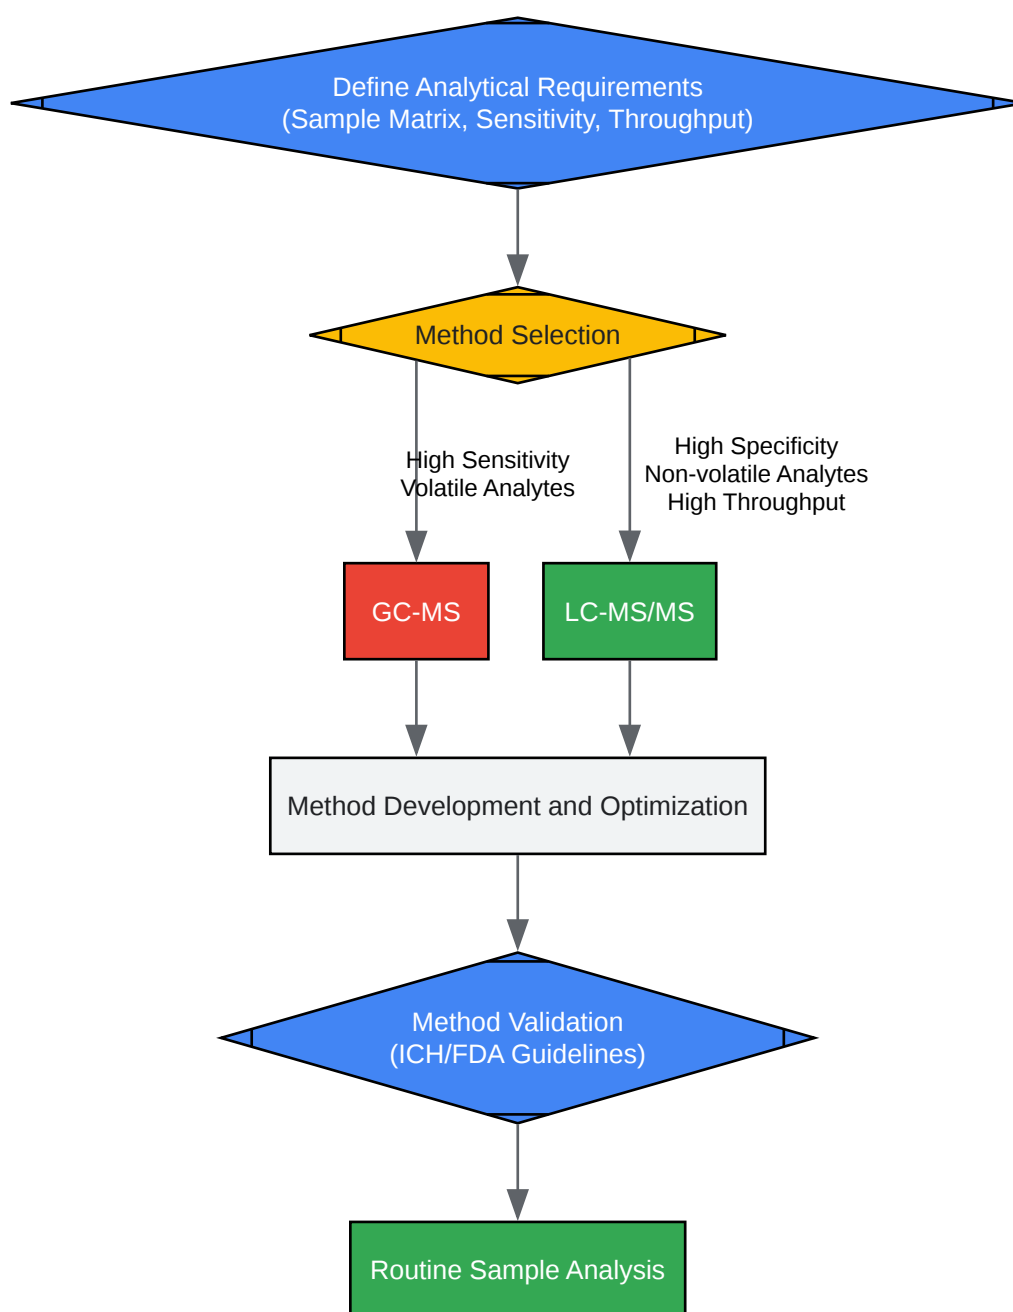 Define Analytical Requirements
(Sample Matrix, Sensitivity, Throughput)
Method Selection
High Sensitivity
Volatile Analytes
High Specificity
Non-volatile Analytes
High Throughput
GC-MS
LC-MS/MS
Method Development and Optimization
Method Validation
(ICH/FDA Guidelines)
Routine Sample Analysis